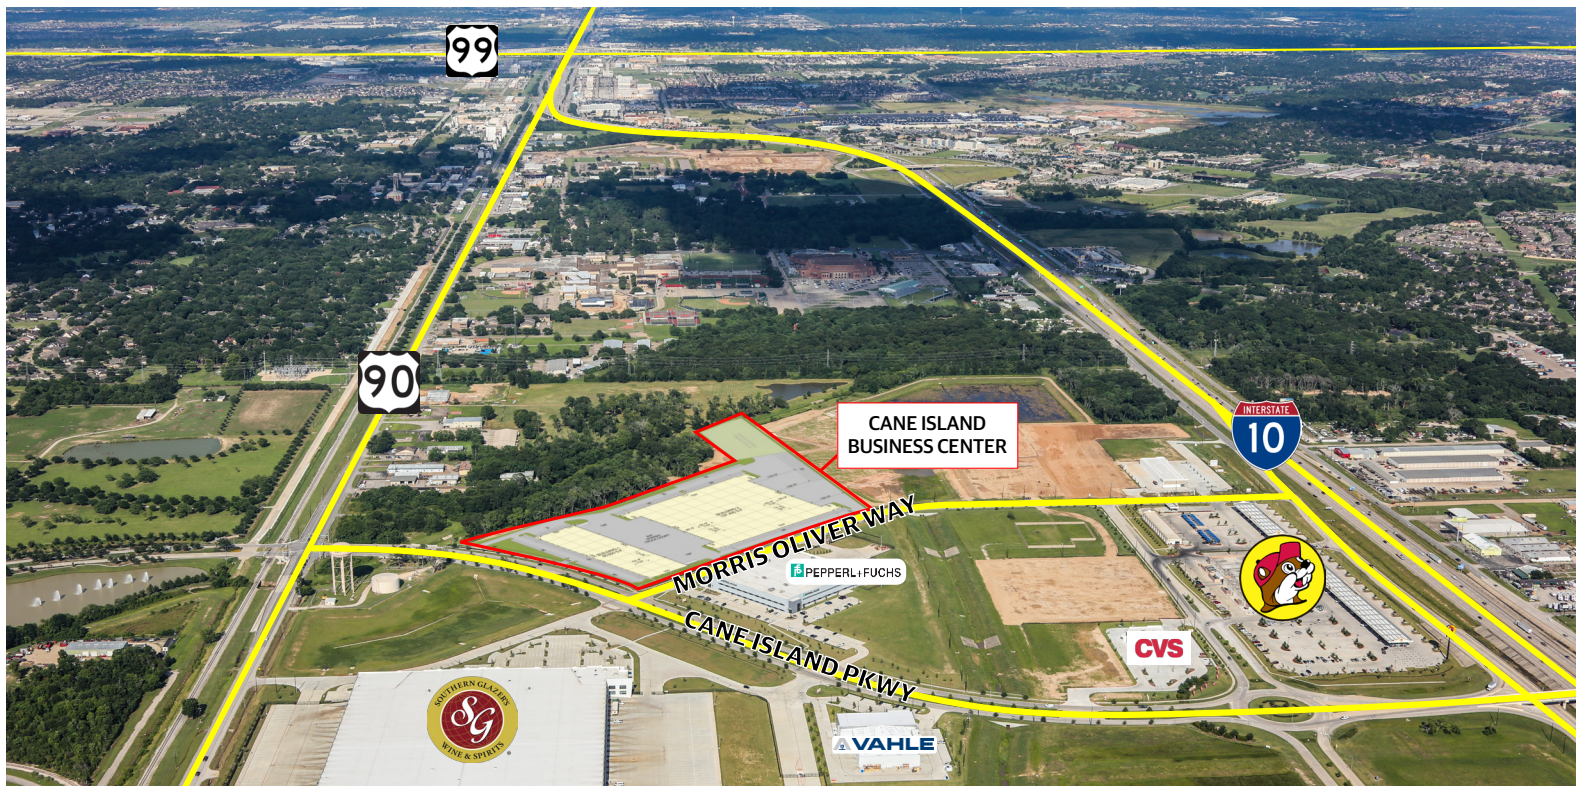 99
90
CANE ISLAND
BUSINESS CENTER
INTERSTATE
10
MORRIS OLIVER WAY
PEPPERL+FUCHS
CANE ISLAND PKWY
CVS
SOUTHERN GLAZER'S
SG
WINE & SPIRITS
VAHLE